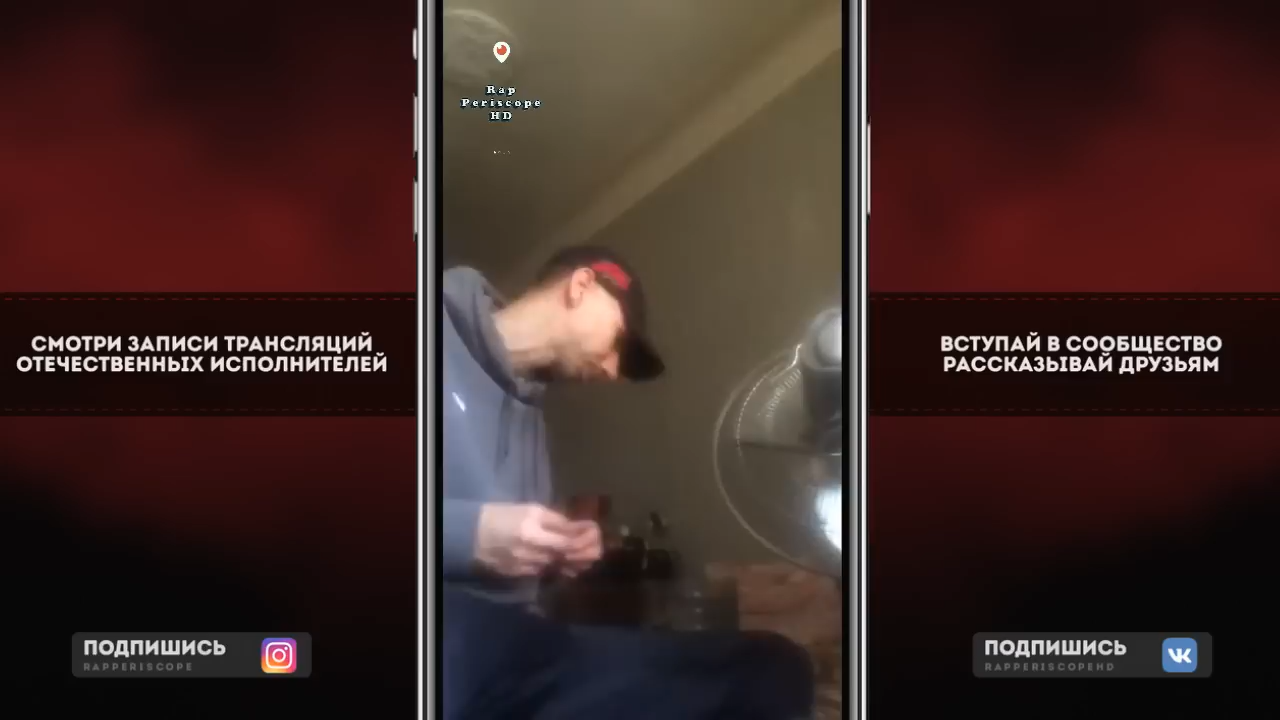 Rap
Periscope
HD
СМОТРИ ЗАПИСИ ТРАНСЛЯЦИЙ
ОТЕЧЕСТВЕННЫХ ИСПОЛНИТЕЛЕЙ
ВСТУПАЙ В СООБЩЕСТВО
РАССКАЗЫВАЙ ДРУЗЬЯМ
ПОДПИШИСЬ
RAPPERISCOPE
ПОДПИШИСЬ
RAPPERISCOPEHD